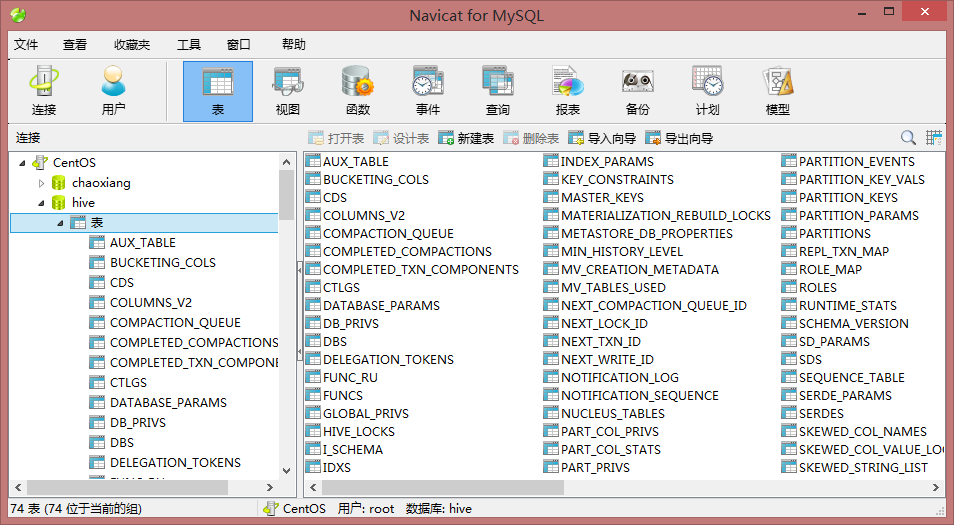 Navicat for MySQL
文件 查看 收藏夹 工具 窗口 帮助
连接 用户 表 视图 函数 事件 查询 报表 备份 计划 模型
连接
打开表 设计表 新建表 删除表 导入向导 导出向导
CentOS
chaoxiang
hive
表
AUX_TABLE
BUCKETING_COLS
CDS
COLUMNS_V2
COMPACTION_QUEUE
COMPLETED_COMPACTIONS
COMPLETED_TXN_COMPONE
CTLGS
DATABASE_PARAMS
DB_PRIVS
DBS
DELEGATION_TOKENS
AUX_TABLE
BUCKETING_COLS
CDS
COLUMNS_V2
COMPACTION_QUEUE
COMPLETED_COMPACTIONS
COMPLETED_TXN_COMPONENTS
CTLGS
DATABASE_PARAMS
DB_PRIVS
DBS
DELEGATION_TOKENS
FUNC_RU
FUNCS
GLOBAL_PRIVS
HIVE_LOCKS
I_SCHEMA
IDXS
INDEX_PARAMS
KEY_CONSTRAINTS
MASTER_KEYS
MATERIALIZATION_REBUILD_LOCKS
METASTORE_DB_PROPERTIES
MIN_HISTORY_LEVEL
MV_CREATION_METADATA
MV_TABLES_USED
NEXT_COMPACTION_QUEUE_ID
NEXT_LOCK_ID
NEXT_TXN_ID
NEXT_WRITE_ID
NOTIFICATION_LOG
NOTIFICATION_SEQUENCE
NUCLEUS_TABLES
PART_COL_PRIVS
PART_COL_STATS
PART_PRIVS
PARTITION_EVENTS
PARTITION_KEY_VALS
PARTITION_KEYS
PARTITION_PARAMS
PARTITIONS
REPL_TXN_MAP
ROLE_MAP
ROLES
RUNTIME_STATS
SCHEMA_VERSION
SD_PARAMS
SDS
SEQUENCE_TABLE
SERDE_PARAMS
SERDES
SKEWED_COL_NAMES
SKEWED_COL_VALUE_LO
SKEWED_STRING_LIST
74 表 (74 位于当前的组) CentOS 用户: root 数据库: hive